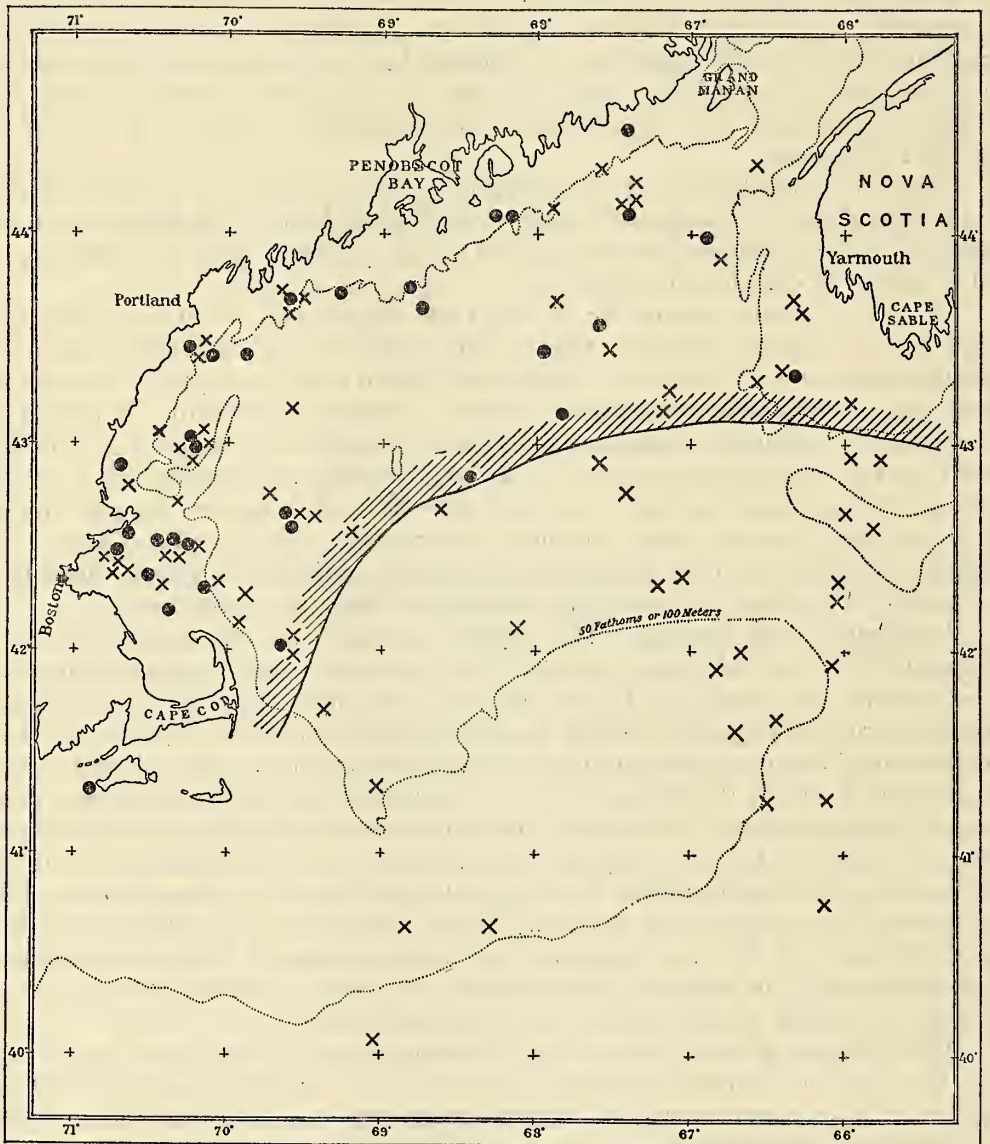 71° 70° 69° 68° 67° 66°
GRAND
MANAN
PENOBSCOT
BAY
NOVA
SCOTIA
44° 44°
Yarmouth
Portland
CAPE
SABLE
43° 43°
Boston
50 Fathoms or 100 Meters
42° 42°
CAPE COD
41° 41°
40° 40°
71° 70° 69° 68° 67° 66°